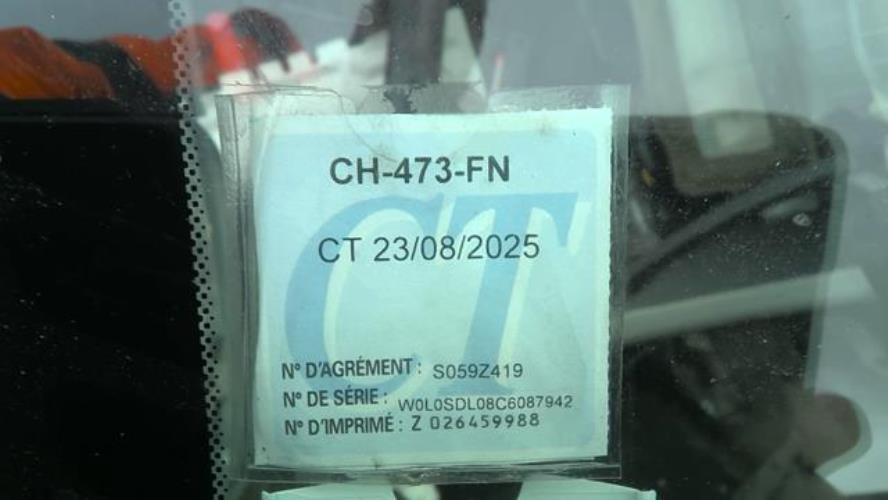 CH-473-FN
CT 23/08/2025
CT
N° D'AGRÉMENT : S059Z419
N° DE SÉRIE : W0L0SDL08C6087942
N° D'IMPRIMÉ : Z 026459988